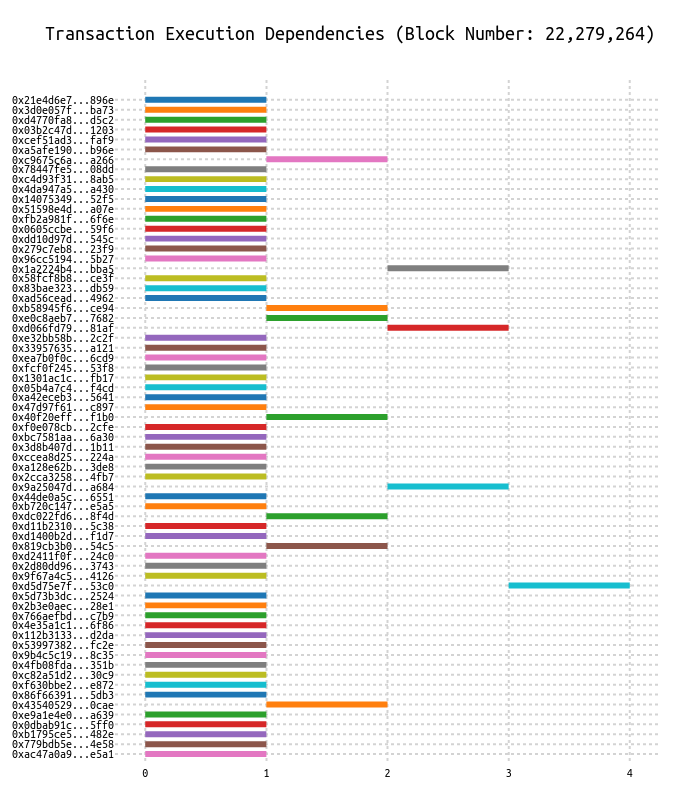 Transaction Execution Dependencies (Block Number: 22,279,264)
0x21e4d6e7...896e
0x3d0e057f...ba73
0xd4770fa8...d5c2
0x03b2c47d...1203
0xcef51ad3...faf9
0xa5afe190...b96e
0xc9675c6a...a266
0x78447fe5...08dd
0xc4d93f31...8ab5
0x4da947a5...a430
0x14075349...52f5
0x51598e4d...a07e
0xfb2a981f...6f6e
0x0605ccbe...59f6
0xdd10d97d...545c
0x279c7eb8...23f9
0x96cc5194...5b27
0x1a2224b4...bba5
0x58fcf8b8...ce3f
0x83bae323...db59
0xad56cead...4962
0xb58945f6...ce94
0xe0c8aeb7...7682
0xd066fd79...81af
0xe32bb58b...2c2f
0x33957635...a121
0xea7b0f0c...6cd9
0xfcf0f245...53f8
0x1301ac1c...fb17
0x05b4a7c4...f4cd
0xa42eceb3...5641
0x47d97f61...c897
0x40f20eff...f1b0
0xf0e078cb...2cfe
0xbc7581aa...6a30
0x3d8b407d...1b11
0xccea8d25...224a
0xa128e62b...3de8
0x2cca3258...4fb7
0x9a25047d...a684
0x44de0a5c...6551
0xb720c147...e5a5
0xdc022fd6...8f4d
0xd11b2310...5c38
0xd1400b2d...f1d7
0x819cb3b0...54c5
0xd2411f0f...24c0
0x2d80dd96...3743
0x9f67a4c5...4126
0xd5d75e7f...53c0
0x5d73b3dc...2524
0x2b3e0aec...28e1
0x766aefbd...c7b9
0x4e35a1c1...6f86
0x112b3133...d2da
0x53997382...fc2e
0x9b4c5c19...8c35
0x4fb08fda...351b
0xc82a51d2...30c9
0xf630bbe2...e872
0x86f66391...5db3
0x43540529...0cae
0xe9a1e4e0...a639
0x0dbab91c...5ff0
0xb1795ce5...482e
0x779bdb5e...4e58
0xac47a0a9...e5a1
0 1 2 3 4